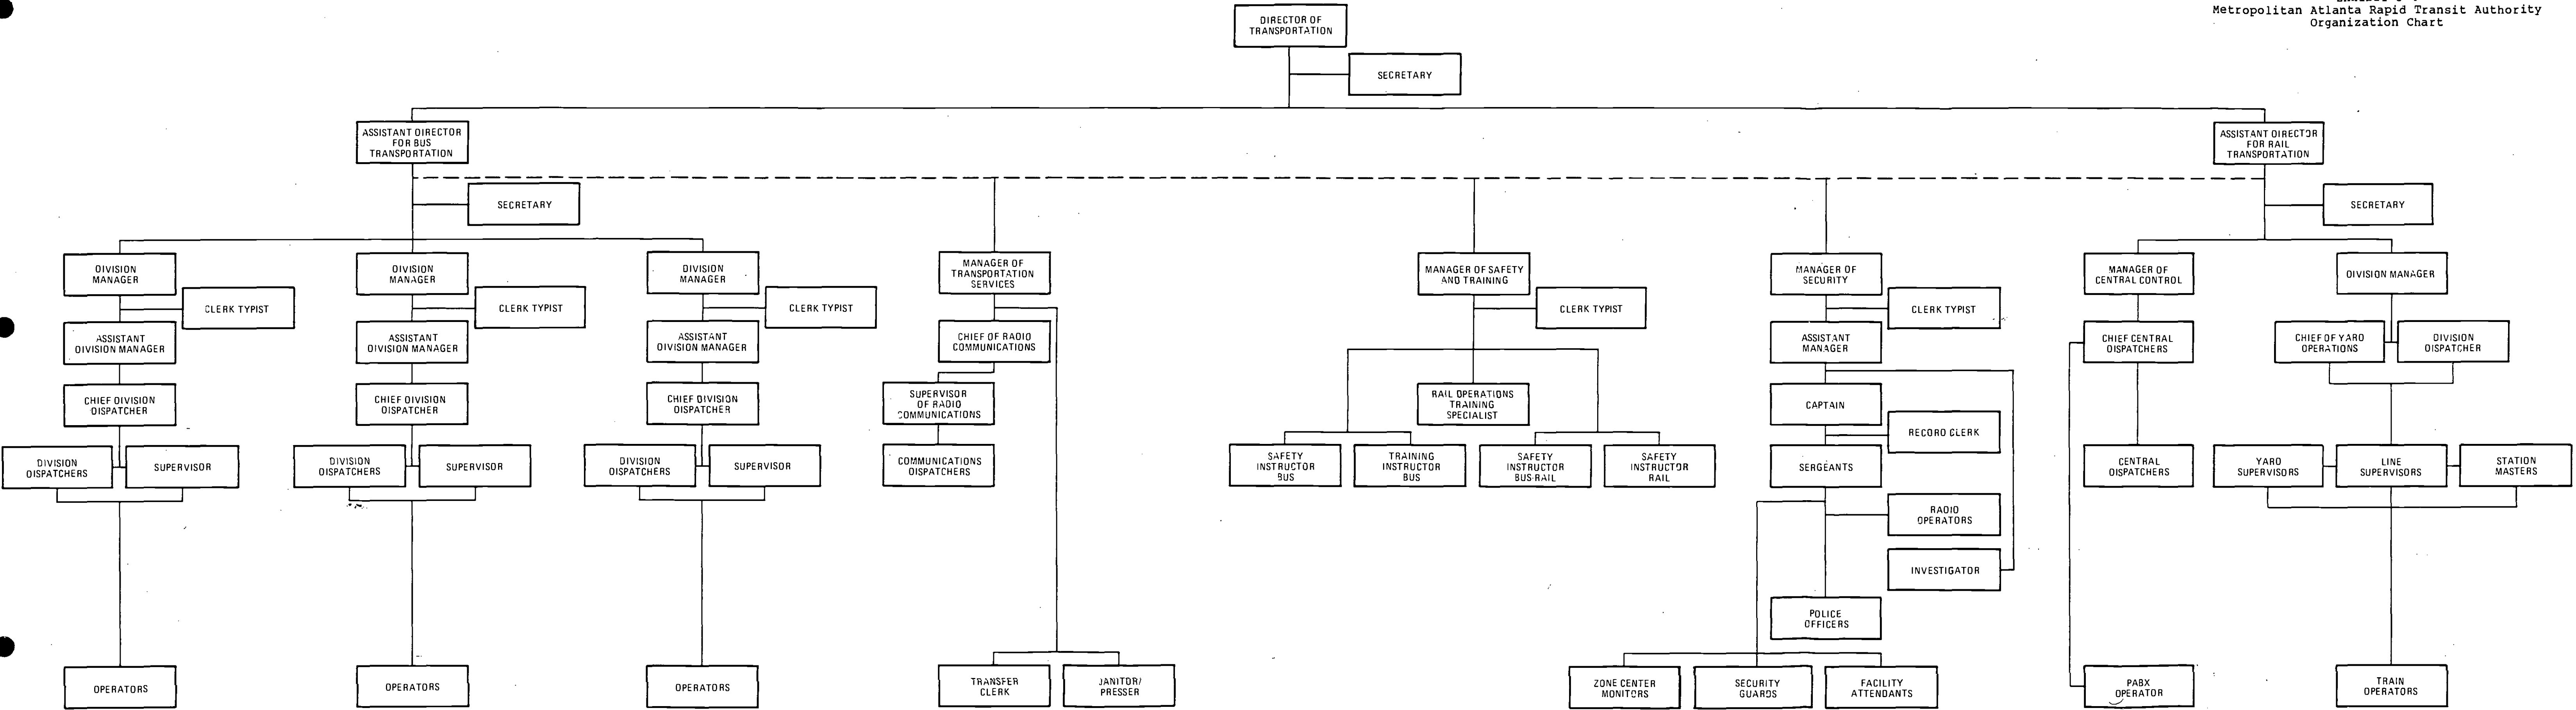 Metropolitan Atlanta Rapid Transit Authority
Organization Chart
DIRECTOR OF
TRANSPORTATION
SECRETARY
ASSISTANT DIRECTOR
FOR BUS
TRANSPORTATION
ASSISTANT DIRECTOR
FOR RAIL
TRANSPORTATION
SECRETARY
SECRETARY
DIVISION
MANAGER
DIVISION
MANAGER
DIVISION
MANAGER
MANAGER OF
TRANSPORTATION
SERVICES
MANAGER OF SAFETY
AND TRAINING
MANAGER OF
SECURITY
MANAGER OF
CENTRAL CONTROL
DIVISION MANAGER
CLERK TYPIST
CLERK TYPIST
CLERK TYPIST
CLERK TYPIST
CLERK TYPIST
ASSISTANT
DIVISION MANAGER
ASSISTANT
DIVISION MANAGER
ASSISTANT
DIVISION MANAGER
CHIEF OF RADIO
COMMUNICATIONS
ASSISTANT
MANAGER
CHIEF CENTRAL
DISPATCHERS
CHIEF OF YARD
OPERATIONS
DIVISION
DISPATCHER
CHIEF DIVISION
DISPATCHER
CHIEF DIVISION
DISPATCHER
CHIEF DIVISION
DISPATCHER
SUPERVISOR
OF RADIO
COMMUNICATIONS
RAIL OPERATIONS
TRAINING
SPECIALIST
CAPTAIN
RECORD CLERK
DIVISION
DISPATCHERS
SUPERVISOR
DIVISION
DISPATCHERS
SUPERVISOR
DIVISION
DISPATCHERS
SUPERVISOR
COMMUNICATIONS
DISPATCHERS
SAFETY
INSTRUCTOR
BUS
TRAINING
INSTRUCTOR
BUS
SAFETY
INSTRUCTOR
BUS-RAIL
SAFETY
INSTRUCTOR
RAIL
SERGEANTS
CENTRAL
DISPATCHERS
YARD
SUPERVISORS
LINE
SUPERVISORS
STATION
MASTERS
RADIO
OPERATORS
INVESTIGATOR
POLICE
OFFICERS
OPERATORS
OPERATORS
OPERATORS
TRANSFER
CLERK
JANITOR/
PRESSER
ZONE CENTER
MONITORS
SECURITY
GUARDS
FACILITY
ATTENDANTS
PABX
OPERATOR
TRAIN
OPERATORS